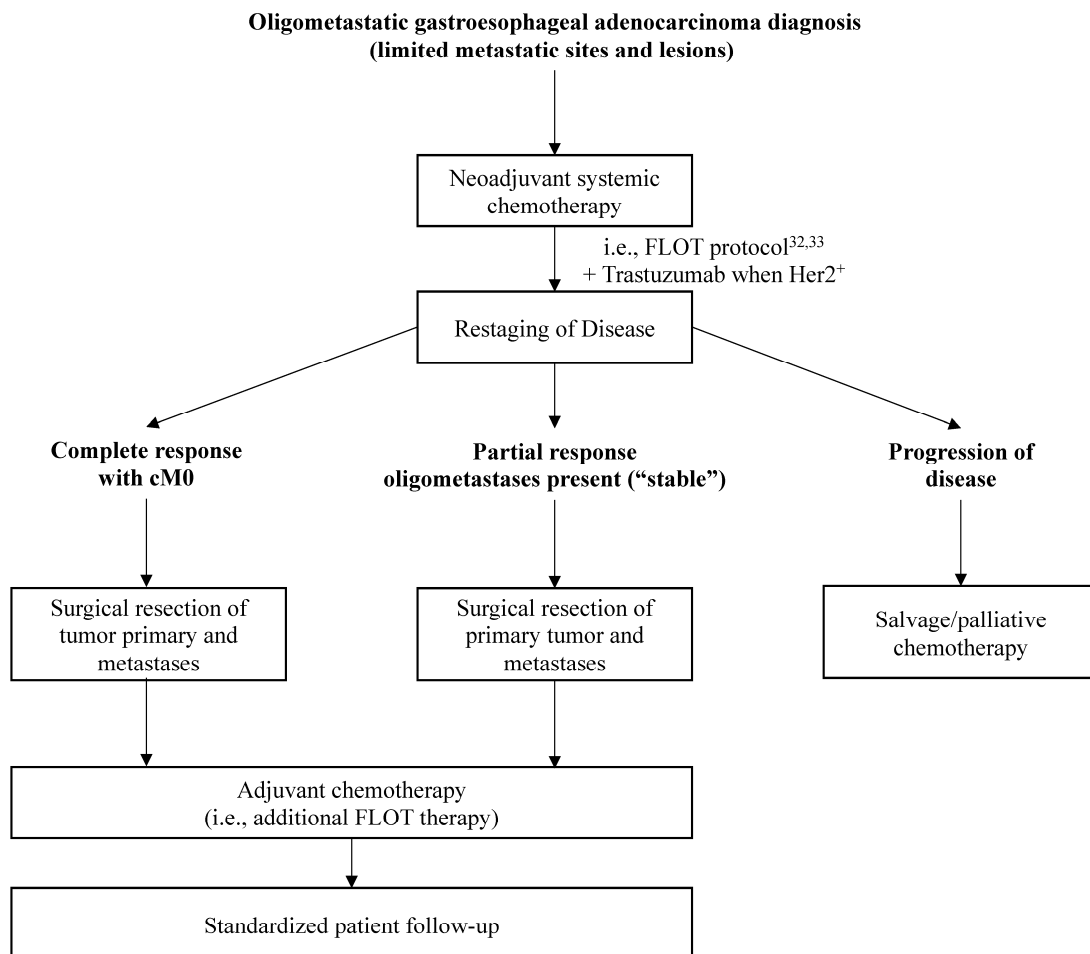 Oligometastatic gastroesophageal adenocarcinoma diagnosis
(limited metastatic sites and lesions)
Neoadjuvant systemic
chemotherapy
i.e., FLOT protocol32,33
+ Trastuzumab when Her2+
Restaging of Disease
Complete response
with cM0
Partial response
oligometastases present (“stable”)
Progression of
disease
Surgical resection of
tumor primary and
metastases
Surgical resection of
primary tumor and
metastases
Salvage/palliative
chemotherapy
Adjuvant chemotherapy
(i.e., additional FLOT therapy)
Standardized patient follow-up